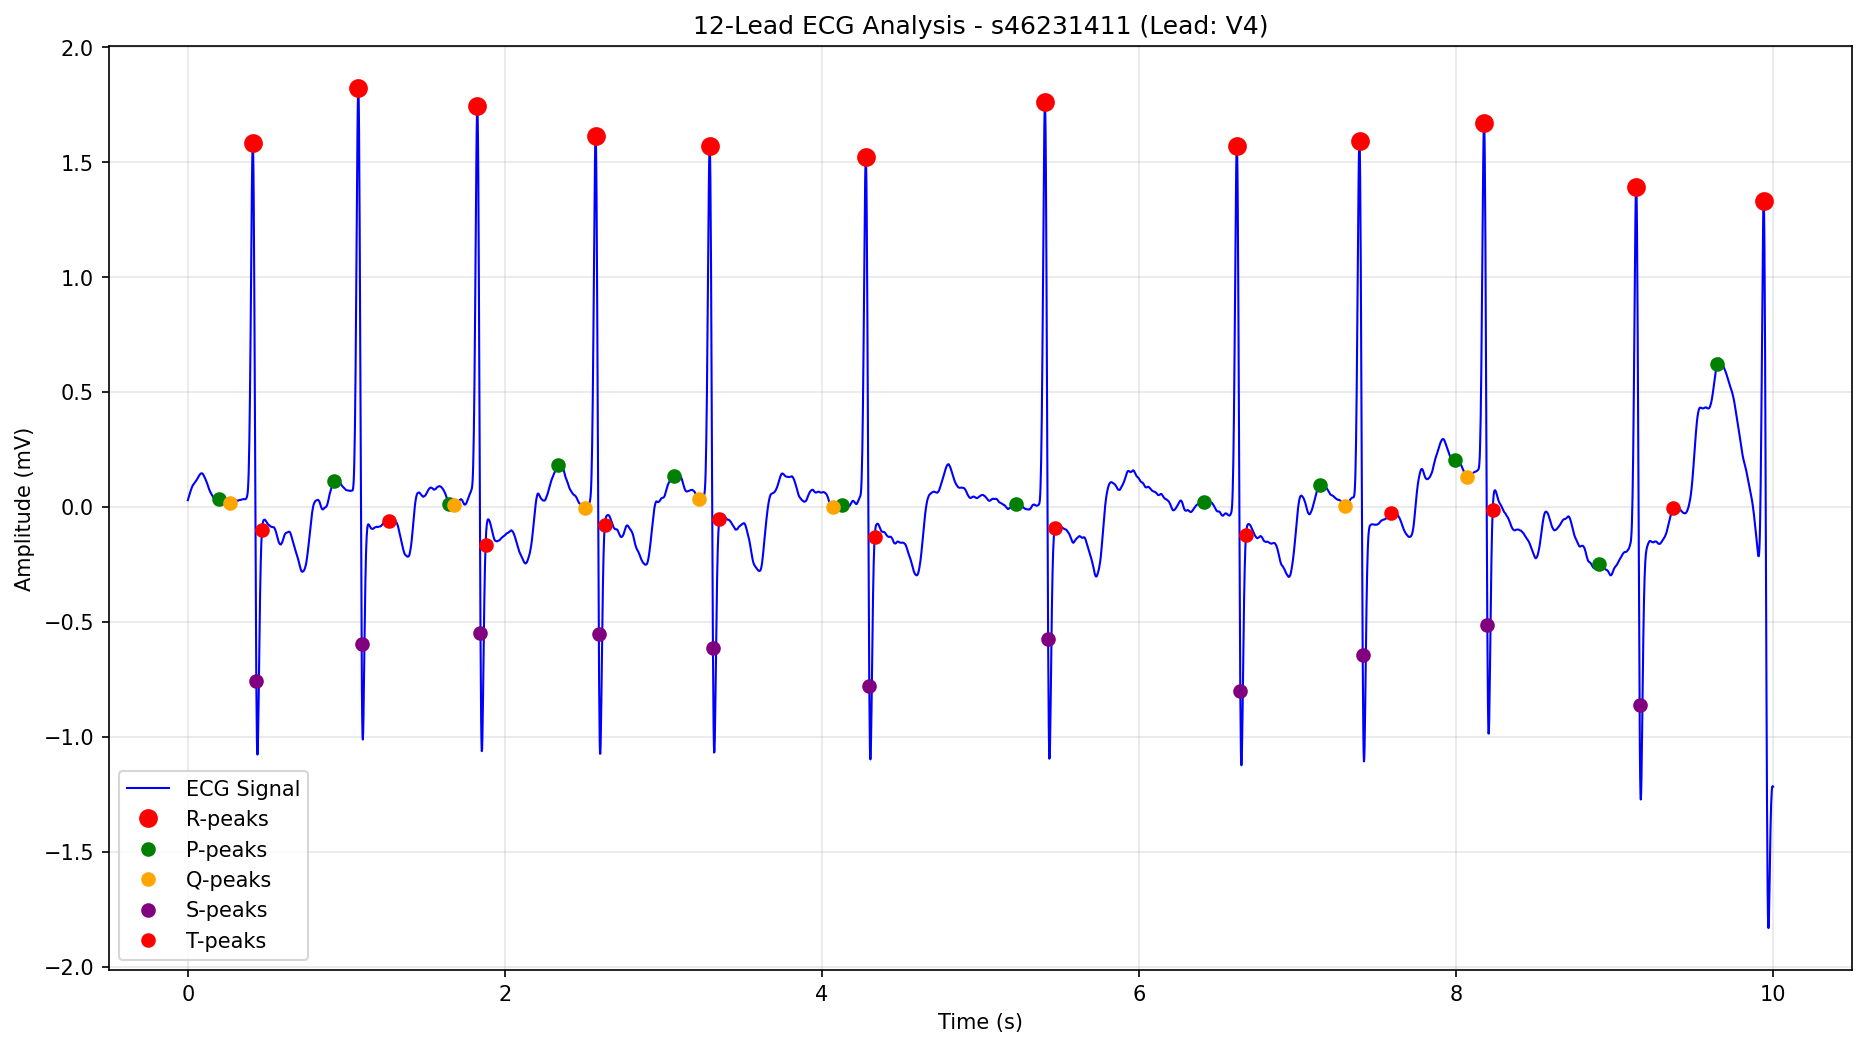 12-Lead ECG Analysis - s46231411 (Lead: V4)
2.0
1.5
1.0
0.5
0.0
−0.5
−1.0
−1.5
−2.0
Amplitude (mV)
ECG Signal
R-peaks
P-peaks
Q-peaks
S-peaks
T-peaks
0 2 4 6 8 10
Time (s)